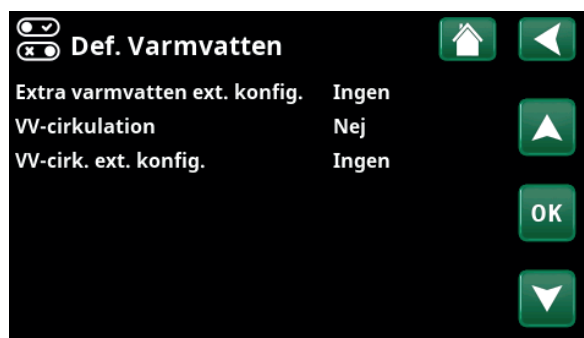 Def. Varmvatten
Extra varmvatten ext. konfig. Ingen
VV-cirkulation Nej
VV-cirk. ext. konfig. Ingen
OK